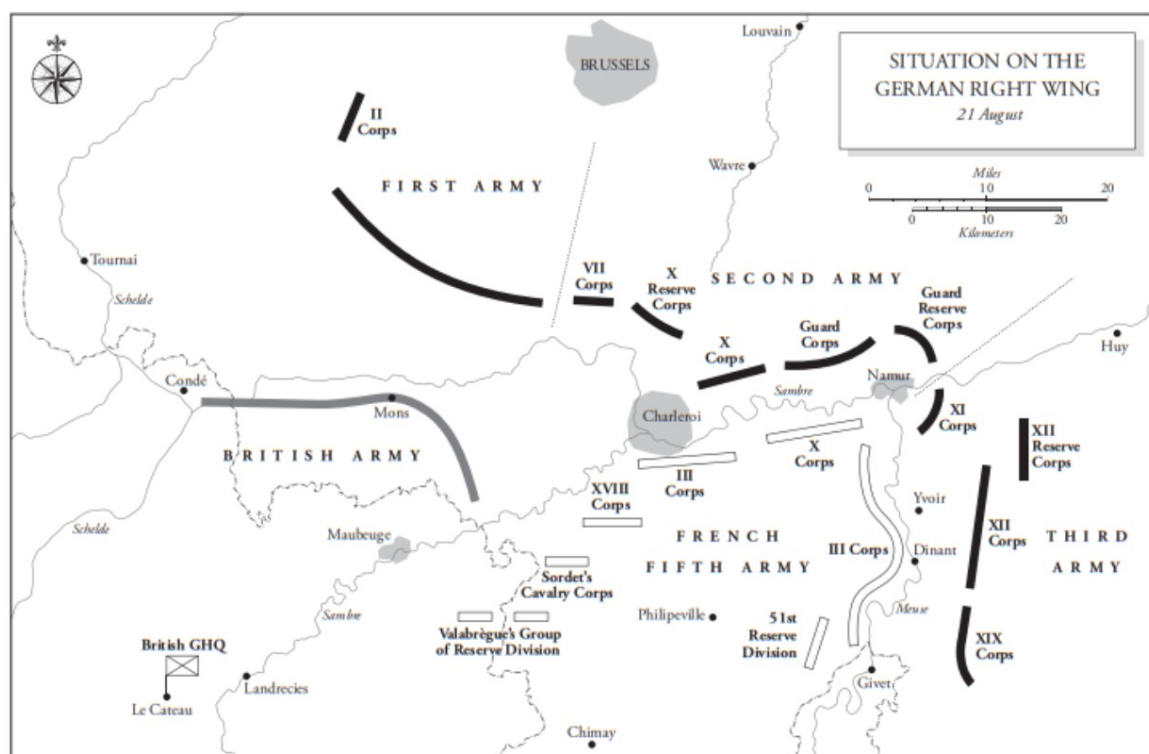 SITUATION ON THE
GERMAN RIGHT WING
21 August
Miles
0 10 20
0 10 20
Kilometers
Louvain
BRUSSELS
II
Corps
Wavre
FIRST ARMY
Tournai
Schelde
VII
Corps
X
Reserve
Corps
SECOND ARMY
Guard
Reserve
Corps
Guard
Corps
X
Corps
Huy
Condé
Mons
Sambre
Namur
Charleroi
XI
Corps
XII
Reserve
Corps
BRITISH ARMY
X
Corps
III
Corps
XVIII
Corps
Yvoir
Schelde
Maubeuge
FRENCH
FIFTH ARMY
III Corps
Dinant
XII
Corps
THIRD
ARMY
Sordet's
Cavalry Corps
Sambre
Philipeville
Meuse
51st
Reserve
Division
Valabrègue's Group
of Reserve Division
XIX
Corps
British GHQ
Landrecies
Le Cateau
Givet
Chimay